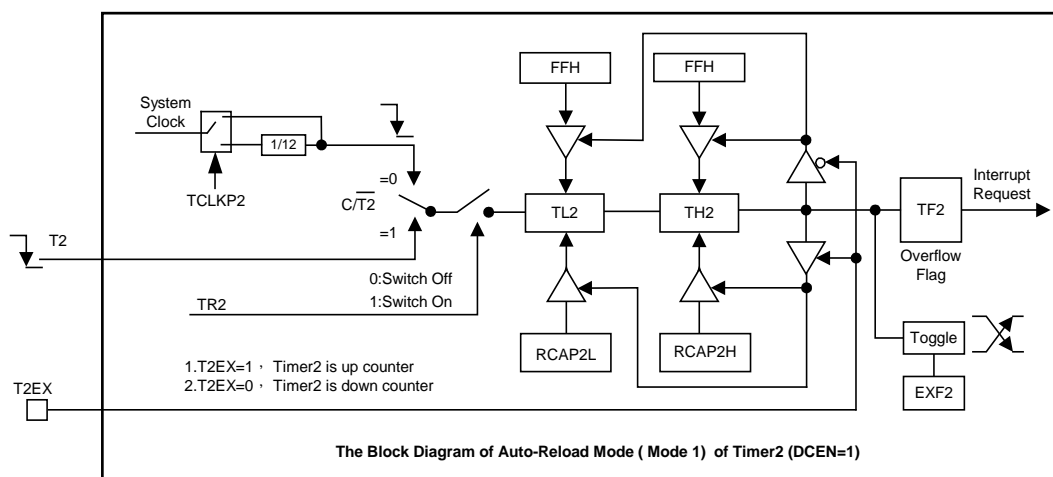 FFH
FFH
System
Clock
1/12
TCLKP2
=0
C/T2
=1
TL2
TH2
TF2
Interrupt
Request
Overflow
Flag
T2
0:Switch Off
1:Switch On
TR2
RCAP2L
RCAP2H
Toggle
EXF2
1.T2EX=1， Timer2 is up counter
2.T2EX=0， Timer2 is down counter
T2EX
The Block Diagram of Auto-Reload Mode ( Mode 1) of Timer2 (DCEN=1)